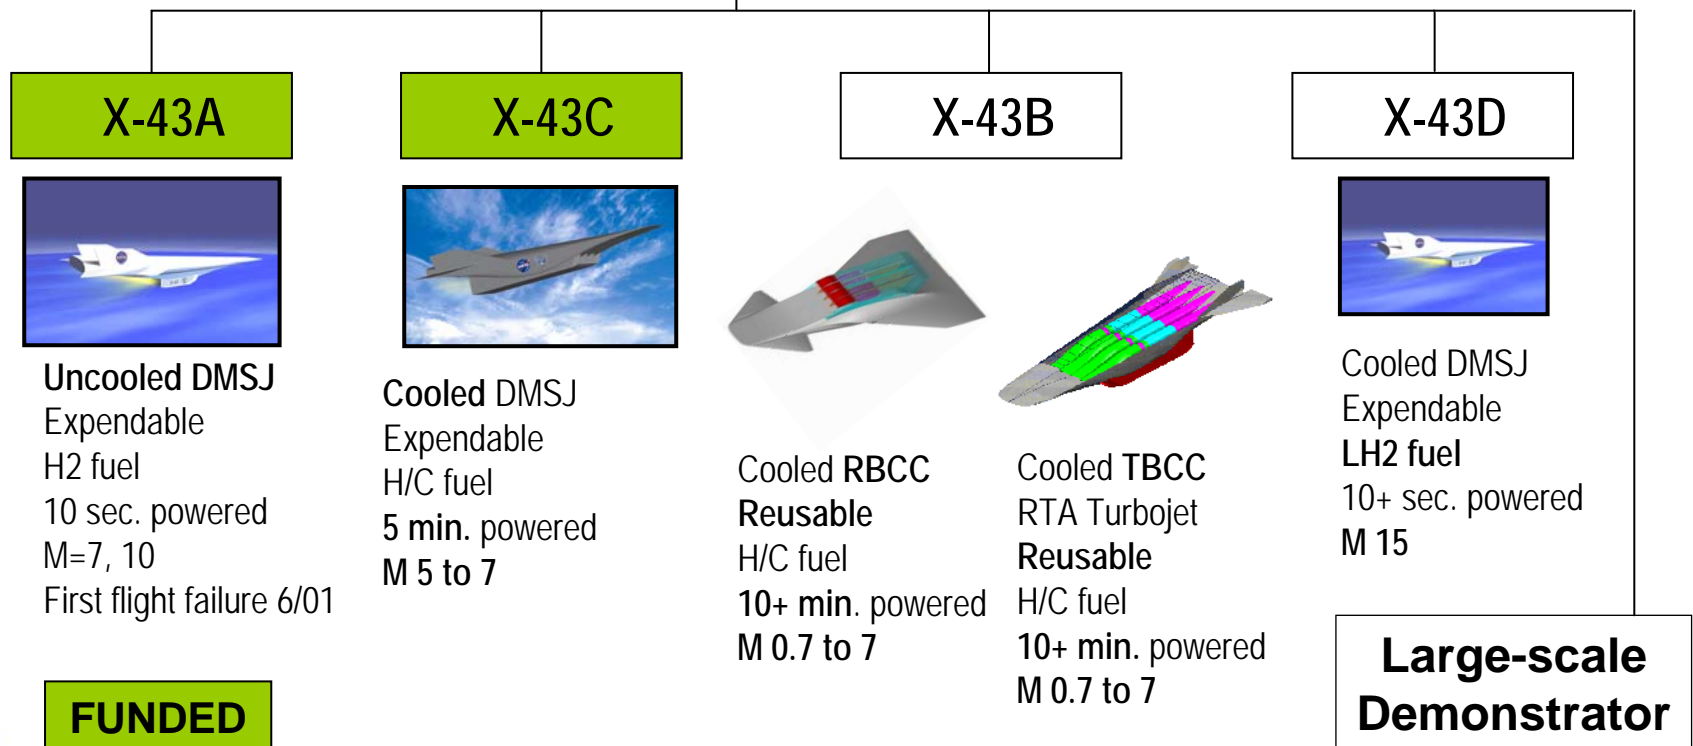 X-43A
X-43C
X-43B
X-43D
Uncooled DMSJ
Expendable
H2 fuel
10 sec. powered
M=7, 10
First flight failure 6/01
Cooled DMSJ
Expendable
H/C fuel
5 min. powered
M 5 to 7
Cooled RBCC
Reusable
H/C fuel
10+ min. powered
M 0.7 to 7
Cooled TBCC
RTA Turbojet
Reusable
H/C fuel
10+ min. powered
M 0.7 to 7
Cooled DMSJ
Expendable
LH2 fuel
10+ sec. powered
M 15
FUNDED
Large-scale
Demonstrator